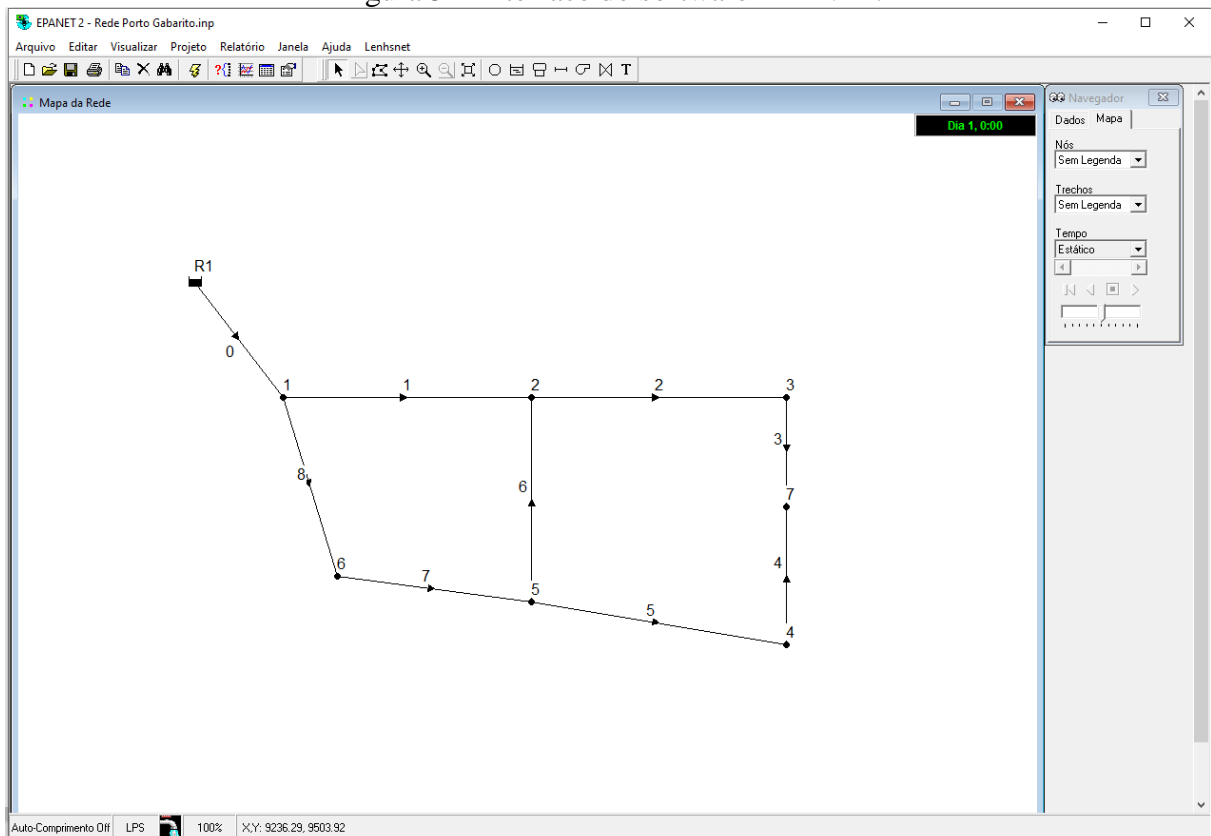 EPANET 2 - Rede Porto Gabarito.inp
Arquivo Editar Visualizar Projeto Relatório Janela Ajuda Lenhsnet
Mapa da Rede
Dia 1, 0:00
Navegador
Dados Mapa
Nós
Sem Legenda
Trechos
Sem Legenda
Tempo
Estático
R1
0
1 1 2 2 3
3
8
6
7
4
6
7
5
5
4
Auto-Comprimento Off LPS 100% X,Y: 9236.29, 9503.92